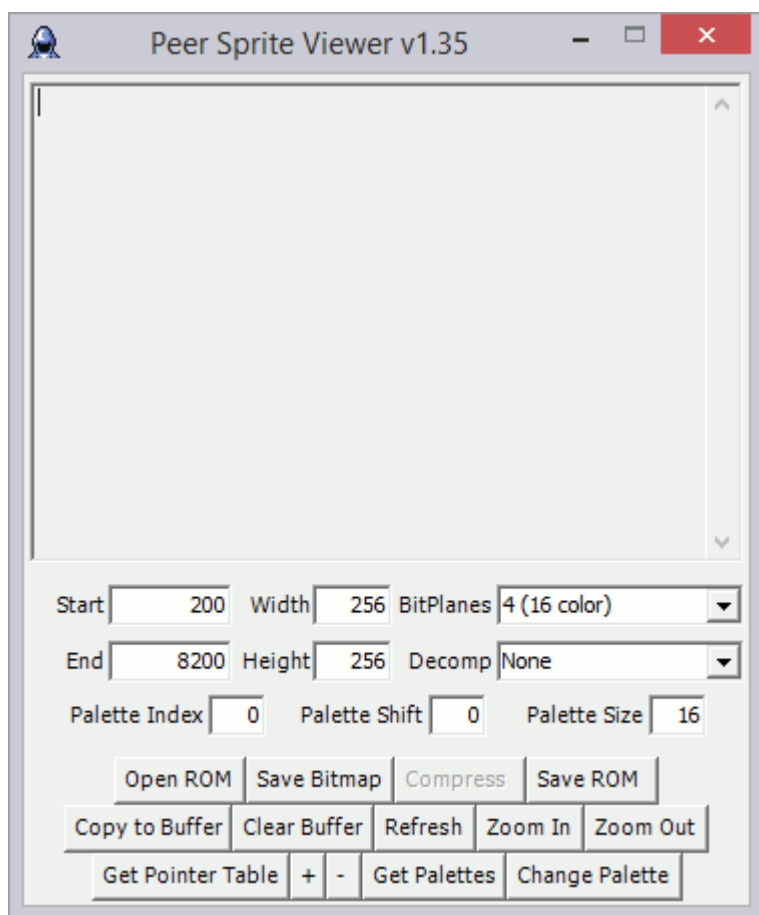 Peer Sprite Viewer v1.35
Start 200 Width 256 BitPlanes 4 (16 color)
End 8200 Height 256 Decomp None
Palette Index 0 Palette Shift 0 Palette Size 16
Open ROM Save Bitmap Compress Save ROM
Copy to Buffer Clear Buffer Refresh Zoom In Zoom Out
Get Pointer Table + - Get Palettes Change Palette